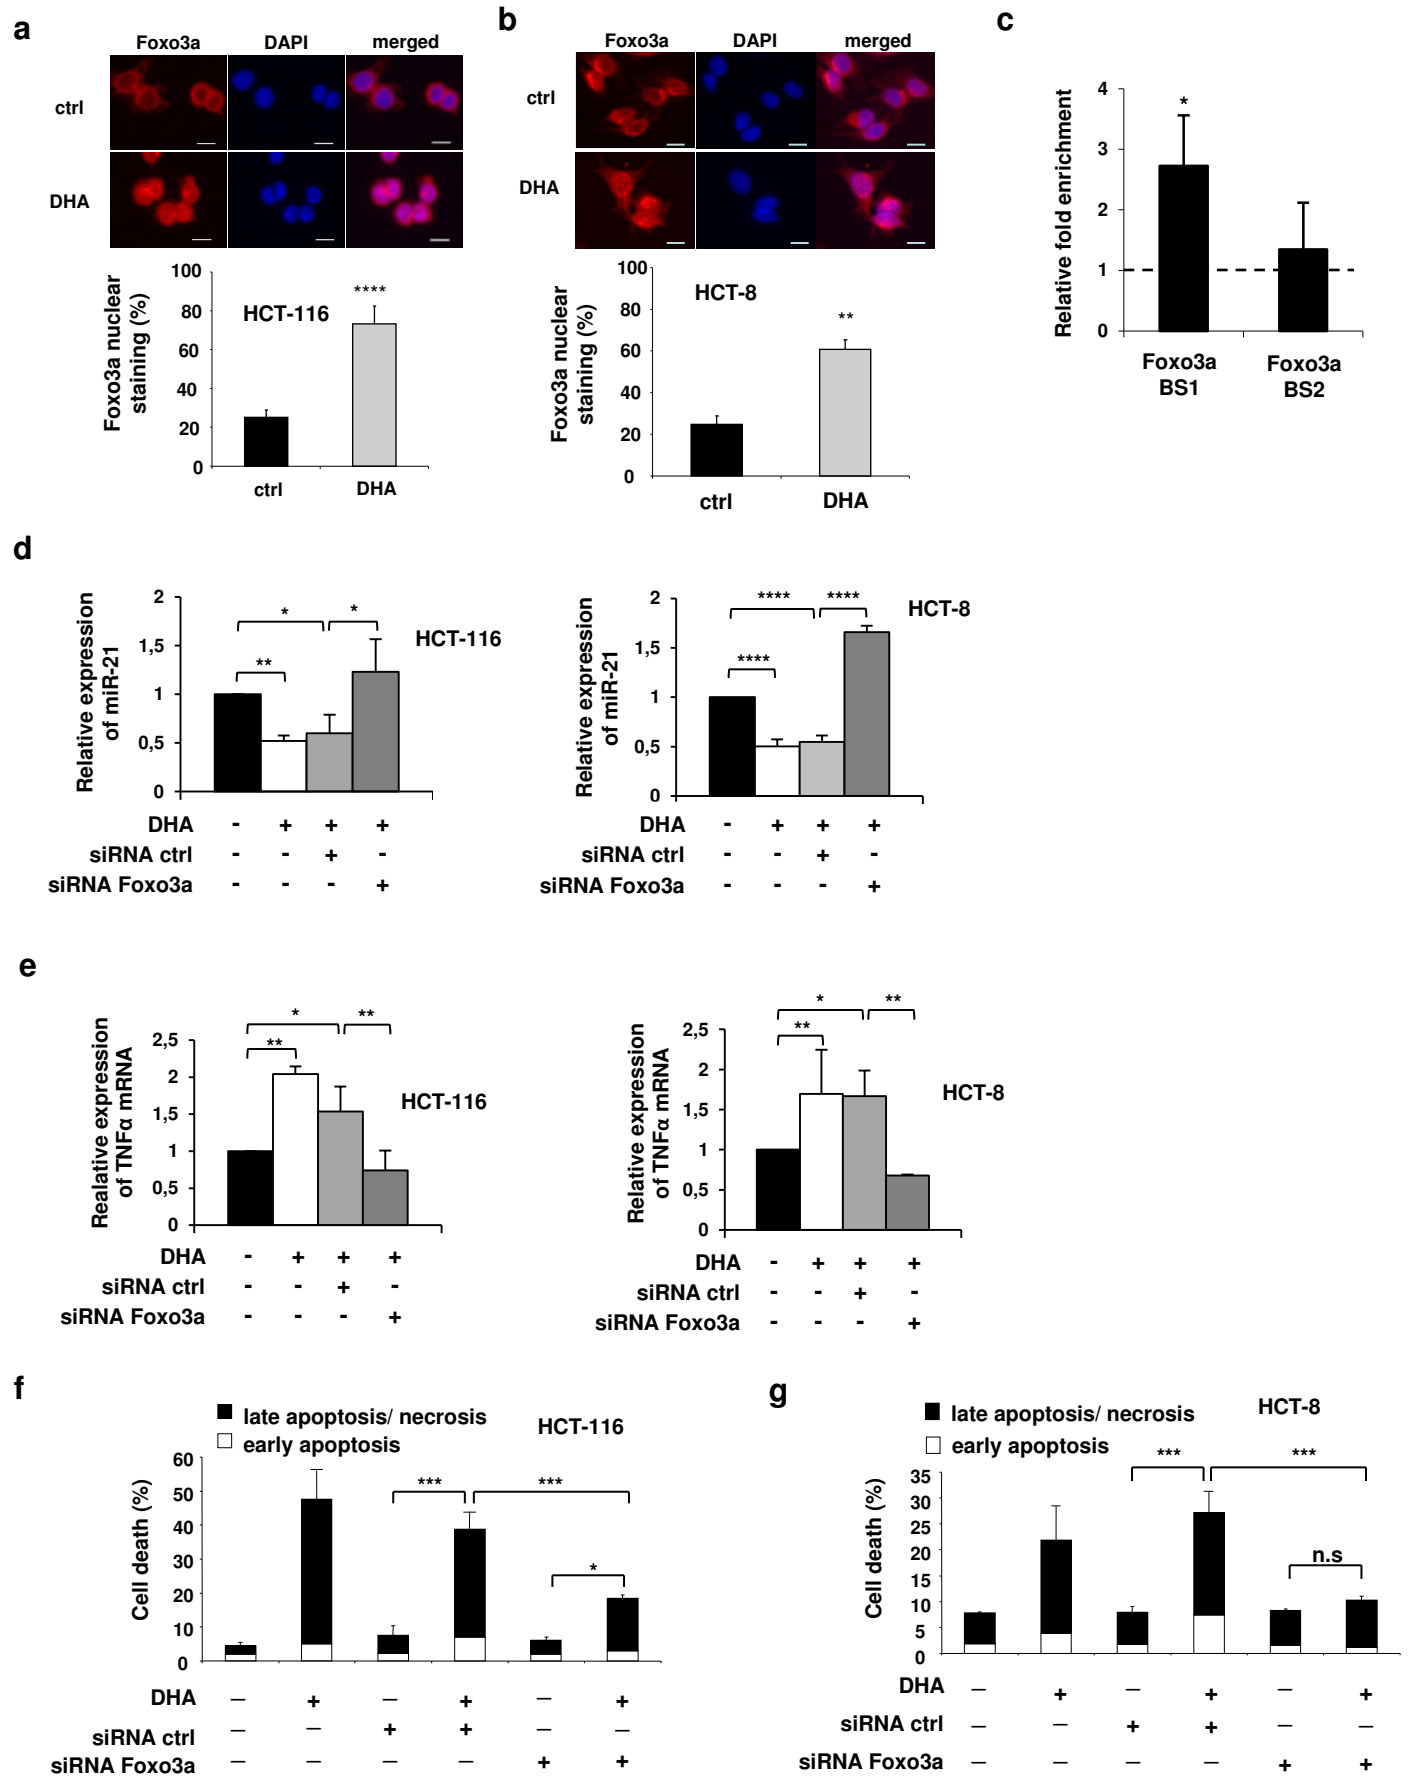 a
Foxo3a DAPI merged
ctrl
DHA
Foxo3a nuclear
staining (%)
100
80
60
40
20
0
HCT-116
****
ctrl DHA
b
Foxo3a DAPI merged
ctrl
DHA
Foxo3a nuclear
staining (%)
100
80
60
40
20
0
HCT-8
**
ctrl DHA
c
Relative fold enrichment
4
3
2
1
0
*
Foxo3a
BS1
Foxo3a
BS2
d
Relative expression
of miR-21
2
1,5
1
0,5
0
* *
**
HCT-116
DHA - + + +
siRNA ctrl - - + -
siRNA Foxo3a - - - +
Relative expression
of miR-21
2
1,5
1
0,5
0
**** ****
****
HCT-8
DHA - + + +
siRNA ctrl - - + -
siRNA Foxo3a - - - +
e
Realative expression
of TNFα mRNA
2,5
2
1,5
1
0,5
0
* **
**
HCT-116
DHA - + + +
siRNA ctrl - - + -
siRNA Foxo3a - - - +
Relative expression
of TNFα mRNA
2,5
2
1,5
1
0,5
0
* **
**
HCT-8
DHA - + + +
siRNA ctrl - - + -
siRNA Foxo3a - - - +
f
late apoptosis/ necrosis
early apoptosis
HCT-116
Cell death (%)
60
50
40
30
20
10
0
*** ***
*
DHA – + – + – +
siRNA ctrl – – + + – –
siRNA Foxo3a – – – – + +
g
late apoptosis/ necrosis
early apoptosis
HCT-8
Cell death (%)
35
30
25
20
15
10
5
0
*** ***
n.s
DHA – + – + – +
siRNA ctrl – – + + – –
siRNA Foxo3a – – – – + +